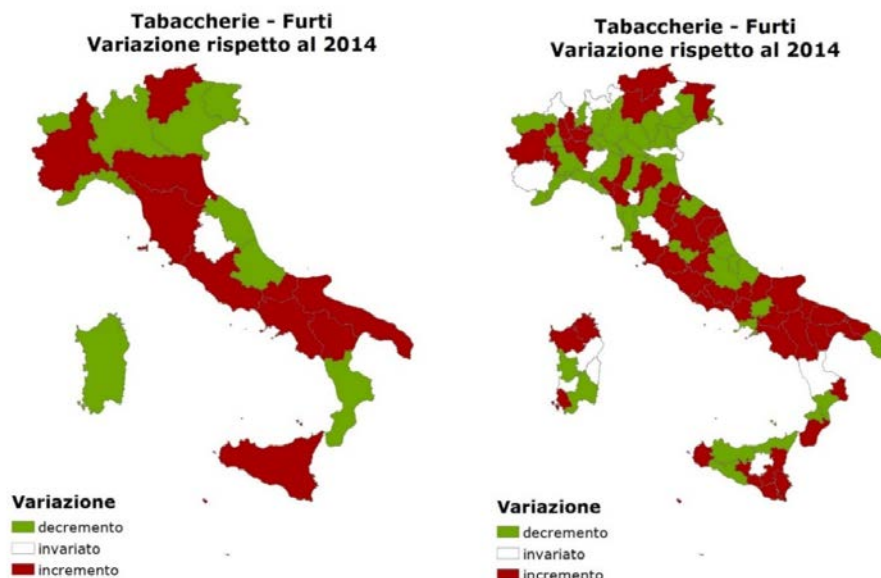 Tabaccherie - Furti
Variazione rispetto al 2014
Variazione
decremento
invariato
incremento
Tabaccherie - Furti
Variazione rispetto al 2014
Variazione
decremento
invariato
incremento